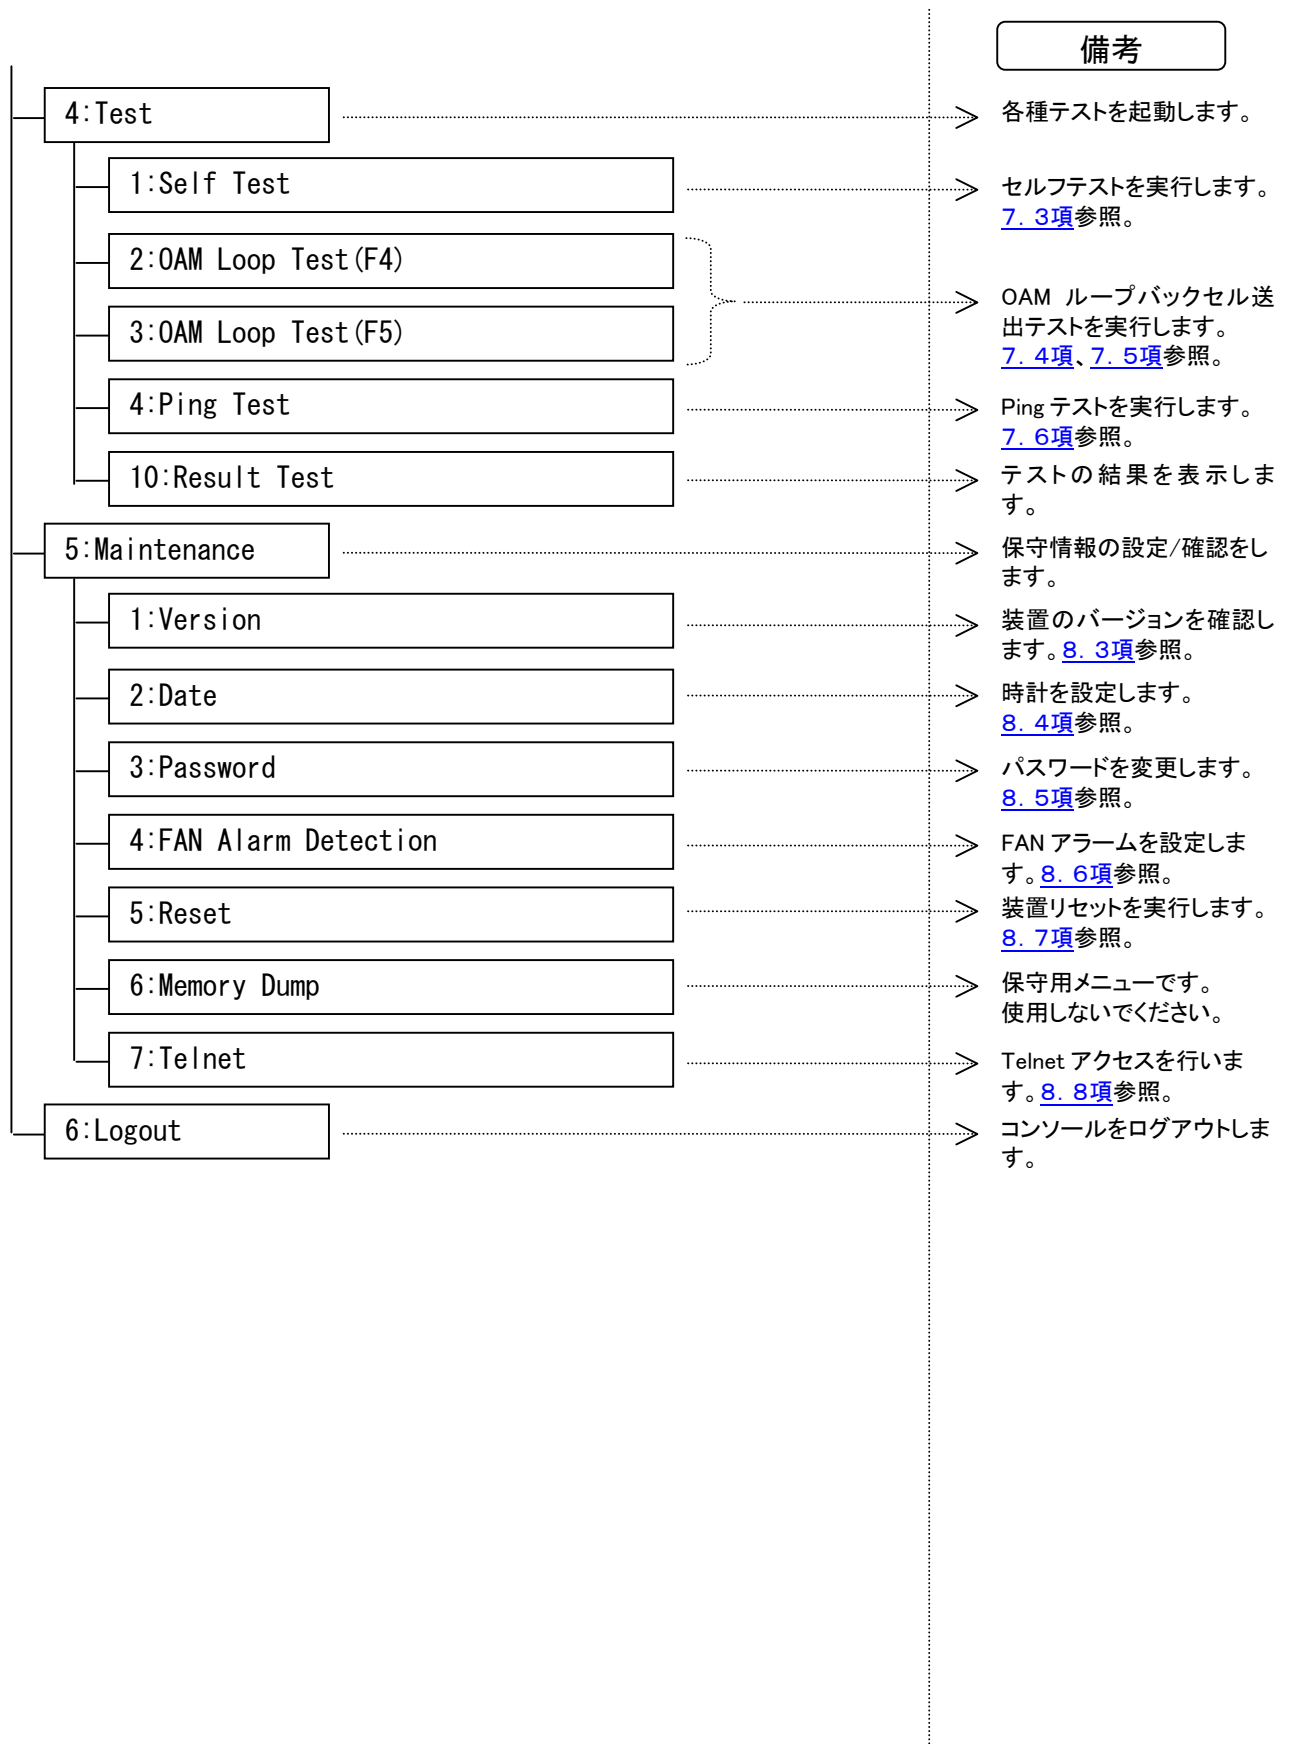 備考
4:Test
各種テストを起動します。
1:Self Test
セルフテストを実行します。
７．３項参照。
2:OAM Loop Test(F4)
3:OAM Loop Test(F5)
OAM ループバックセル送
出テストを実行します。
７．４項、７．５項参照。
4:Ping Test
Ping テストを実行します。
７．６項参照。
10:Result Test
テストの結果を表示しま
す。
5:Maintenance
保守情報の設定/確認をし
ます。
1:Version
装置のバージョンを確認し
ます。８．３項参照。
2:Date
時計を設定します。
８．４項参照。
3:Password
パスワードを変更します。
８．５項参照。
4:FAN Alarm Detection
FAN アラームを設定しま
す。８．６項参照。
5:Reset
装置リセットを実行します。
８．７項参照。
6:Memory Dump
保守用メニューです。
使用しないでください。
7:Telnet
Telnet アクセスを行いま
す。８．８項参照。
6:Logout
コンソールをログアウトしま
す。